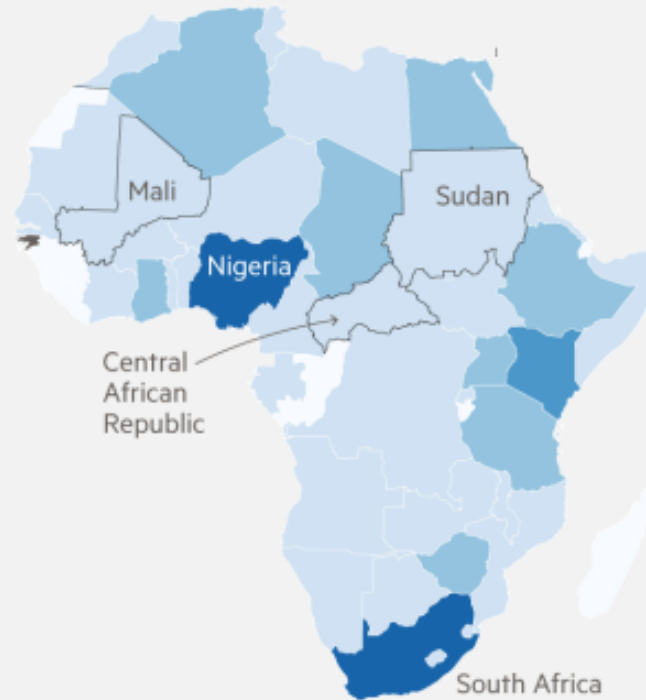 Mali
Sudan
Nigeria
Central
African
Republic
South Africa